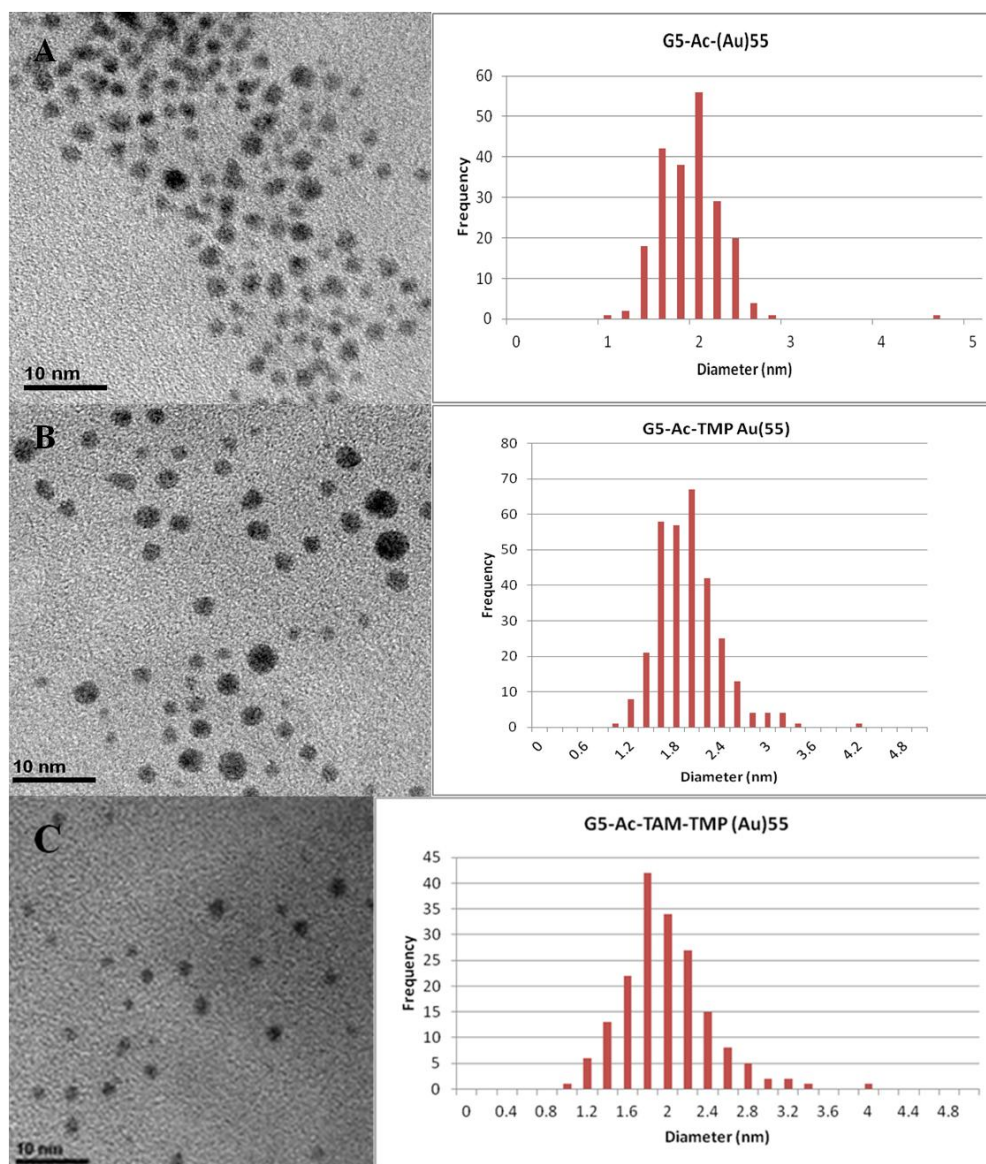 A
10 nm
G5-Ac-(Au)55
Frequency
60
50
40
30
20
10
0
0 1 2 3 4 5
Diameter (nm)
B
10 nm
G5-Ac-TMP Au(55)
Frequency
80
70
60
50
40
30
20
10
0
0 0.6 1.2 1.8 2.4 3 3.6 4.2 4.8
Diameter (nm)
C
10 nm
G5-Ac-TAM-TMP (Au)55
Frequency
45
40
35
30
25
20
15
10
5
0
0 0.4 0.8 1.2 1.6 2 2.4 2.8 3.2 3.6 4 4.4 4.8
Diameter (nm)